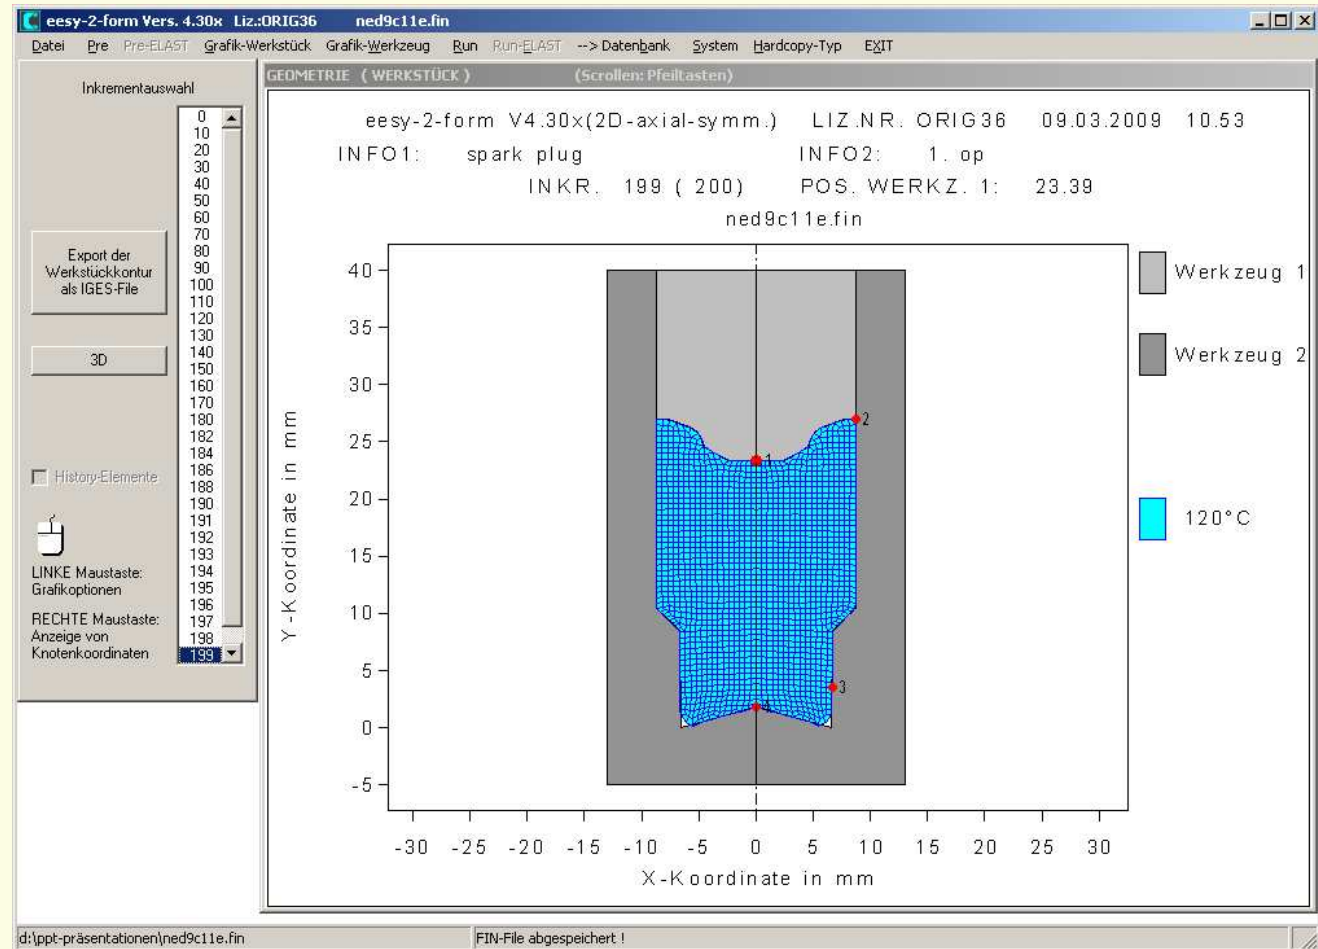 eesy-2-form Vers. 4.30x Liz.:ORIG36 ned9c11e.fin
Datei Pre Pre-ELAST Grafik-Werkstück Grafik-Werkzeug Run Run-ELAST --> Datenbank System Hardcopy-Typ EXIT
Inkrementauswahl
0
10
20
30
40
50
60
70
80
90
100
110
120
130
140
150
160
170
180
182
184
186
188
190
191
192
193
194
195
196
197
198
199
Export der
Werkstückkontur
als IGES-File
3D
History-Elemente
LINKE Maustaste:
Grafikoptionen
RECHTE Maustaste:
Anzeige von
Knotenkoordinaten
GEOMETRIE ( WERKSTÜCK ) (Scrollen: Pfeiltasten)
eesy-2-form V4.30x(2D-axial-symm.) LIZ.NR. ORIG36 09.03.2009 10.53
INFO1: spark plug INFO2: 1. op
INKR. 199 ( 200) POS. WERKZ. 1: 23.39
ned9c11e.fin
40
35
30
25
20
15
10
5
0
-5
Y-Koordinate in mm
2
1
3
4
-30 -25 -20 -15 -10 -5 0 5 10 15 20 25 30
X-Koordinate in mm
Werkzeug 1
Werkzeug 2
120°C
d:\ppt-präsentationen\ned9c11e.fin FIN-File abgespeichert !